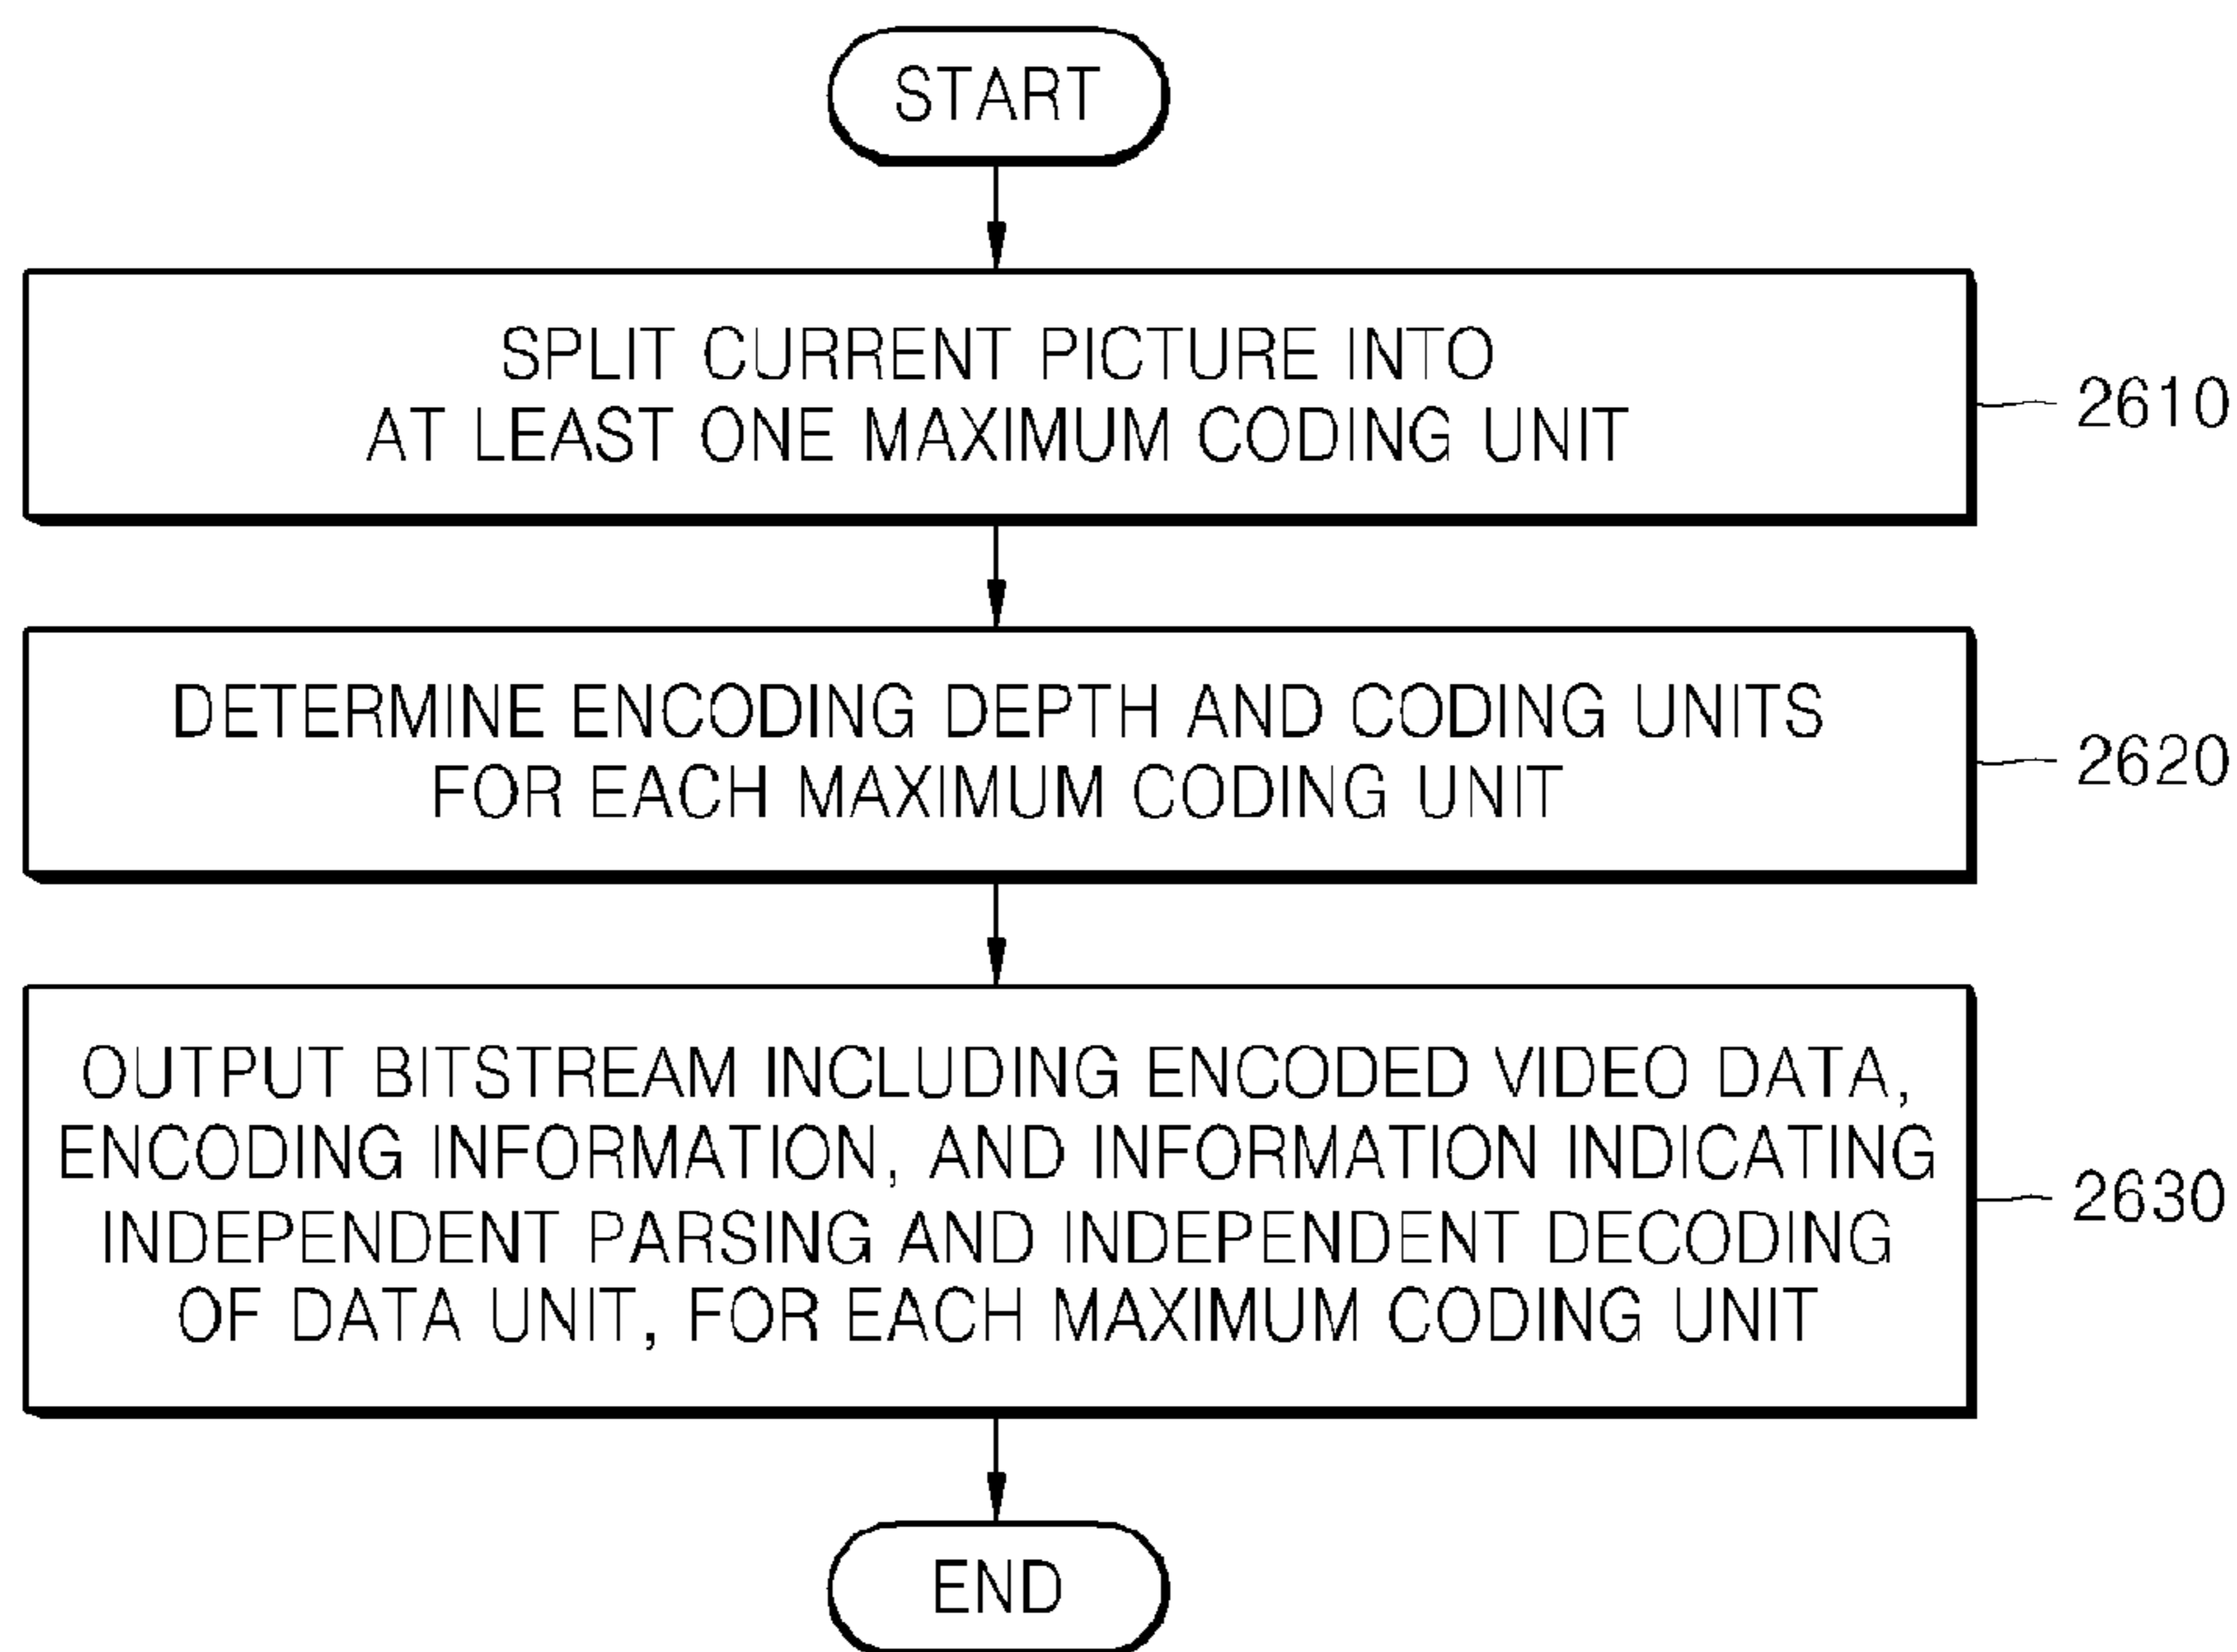 START
SPLIT CURRENT PICTURE INTO
AT LEAST ONE MAXIMUM CODING UNIT
2610
DETERMINE ENCODING DEPTH AND CODING UNITS
FOR EACH MAXIMUM CODING UNIT
2620
OUTPUT BITSTREAM INCLUDING ENCODED VIDEO DATA,
ENCODING INFORMATION, AND INFORMATION INDICATING
INDEPENDENT PARSING AND INDEPENDENT DECODING
OF DATA UNIT, FOR EACH MAXIMUM CODING UNIT
2630
END